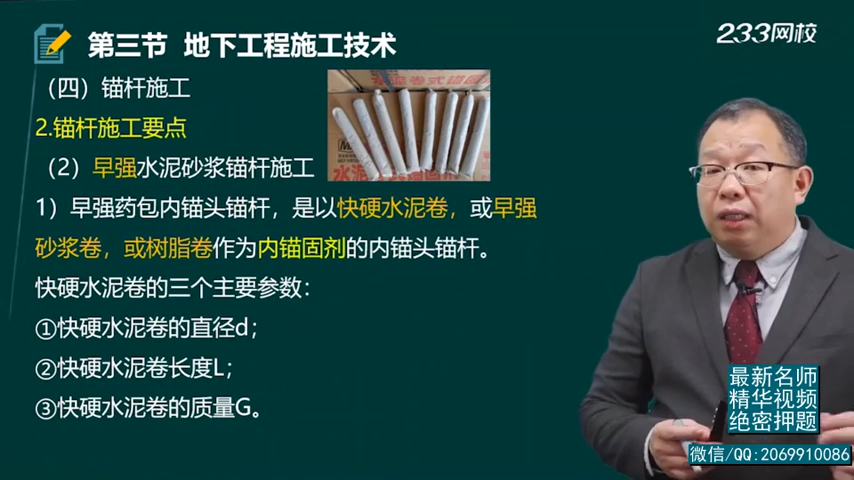 第三节 地下工程施工技术
233网校
（四）锚杆施工
2.锚杆施工要点
（2）早强水泥砂浆锚杆施工
1）早强药包内锚头锚杆，是以快硬水泥卷，或早强
砂浆卷，或树脂卷作为内锚固剂的内锚头锚杆。
快硬水泥卷的三个主要参数：
①快硬水泥卷的直径d；
②快硬水泥卷长度L；
③快硬水泥卷的质量G。
最新名师
精华视频
绝密押题
微信/QQ:2069910086